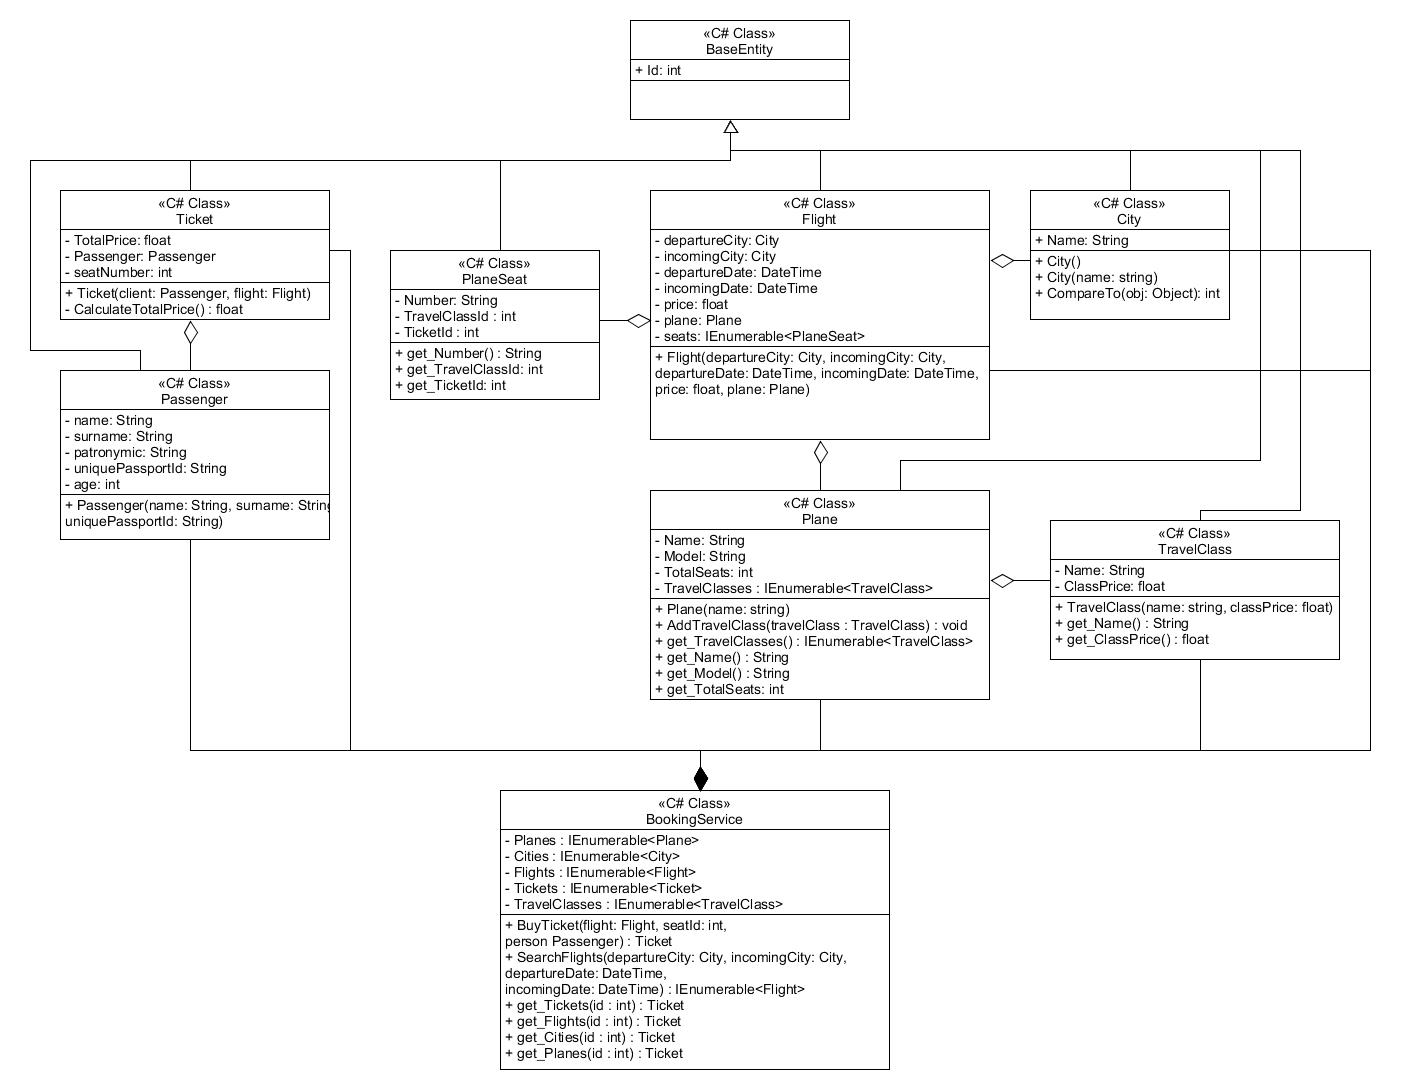 «C# Class»
BaseEntity
+ Id: int
«C# Class»
Ticket
- TotalPrice: float
- Passenger: Passenger
- seatNumber: int
+ Ticket(client: Passenger, flight: Flight)
- CalculateTotalPrice() : float
«C# Class»
PlaneSeat
- Number: String
- TravelClassId : int
- TicketId : int
+ get_Number() : String
+ get_TravelClassId: int
+ get_TicketId: int
«C# Class»
Flight
- departureCity: City
- incomingCity: City
- departureDate: DateTime
- incomingDate: DateTime
- price: float
- plane: Plane
- seats: IEnumerable<PlaneSeat>
+ Flight(departureCity: City, incomingCity: City,
departureDate: DateTime, incomingDate: DateTime,
price: float, plane: Plane)
«C# Class»
City
+ Name: String
+ City()
+ City(name: string)
+ CompareTo(obj: Object): int
«C# Class»
Passenger
- name: String
- surname: String
- patronymic: String
- uniquePassportId: String
- age: int
+ Passenger(name: String, surname: String
uniquePassportId: String)
«C# Class»
Plane
- Name: String
- Model: String
- TotalSeats: int
- TravelClasses : IEnumerable<TravelClass>
+ Plane(name: string)
+ AddTravelClass(travelClass : TravelClass) : void
+ get_TravelClasses() : IEnumerable<TravelClass>
+ get_Name() : String
+ get_Model() : String
+ get_TotalSeats: int
«C# Class»
TravelClass
- Name: String
- ClassPrice: float
+ TravelClass(name: string, classPrice: float)
+ get_Name() : String
+ get_ClassPrice() : float
«C# Class»
BookingService
- Planes : IEnumerable<Plane>
- Cities : IEnumerable<City>
- Flights : IEnumerable<Flight>
- Tickets : IEnumerable<Ticket>
- TravelClasses : IEnumerable<TravelClass>
+ BuyTicket(flight: Flight, seatId: int,
person Passenger) : Ticket
+ SearchFlights(departureCity: City, incomingCity: City,
departureDate: DateTime,
incomingDate: DateTime) : IEnumerable<Flight>
+ get_Tickets(id : int) : Ticket
+ get_Flights(id : int) : Ticket
+ get_Cities(id : int) : Ticket
+ get_Planes(id : int) : Ticket